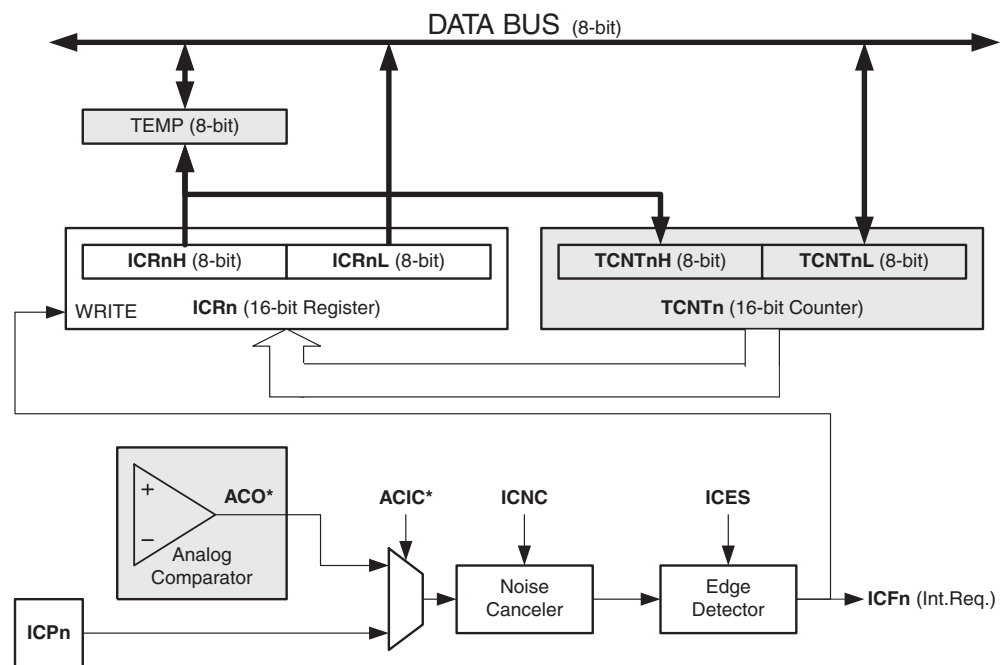 DATA BUS (8-bit)
TEMP (8-bit)
ICRnH (8-bit) ICRnL (8-bit) TCNTnH (8-bit) TCNTnL (8-bit)
WRITE ICRn (16-bit Register) TCNTn (16-bit Counter)
+
−
ACO* ACIC* ICNC ICES
Analog
Comparator
Noise
Canceler
Edge
Detector
ICFn (Int.Req.)
ICPn